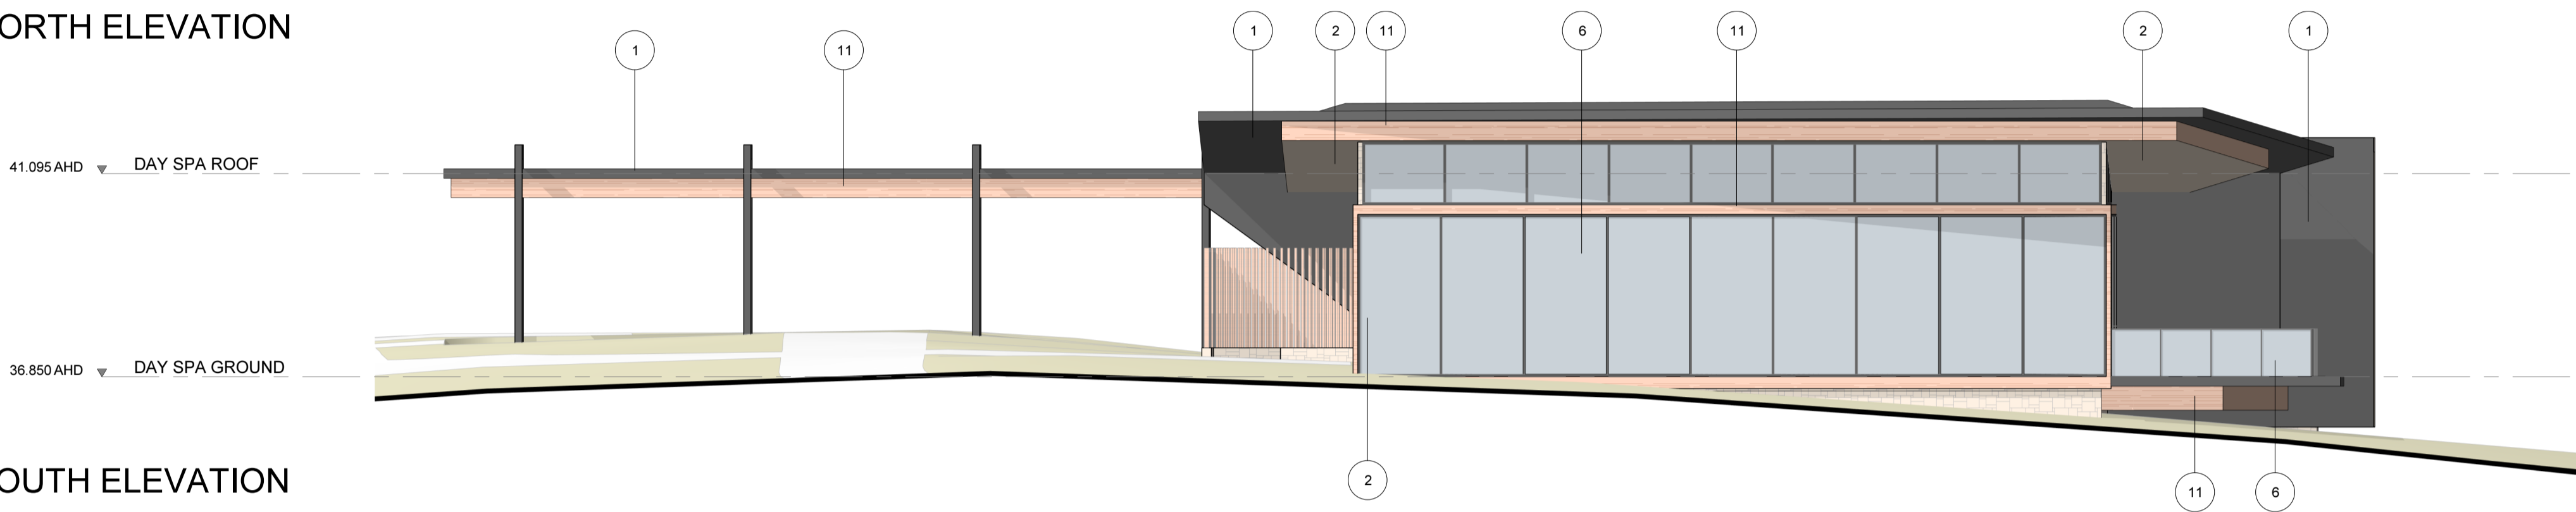 ORTH ELEVATION
1 11 1 2 11 6 11 2 1
41.095 AHD DAY SPA ROOF
36.850 AHD DAY SPA GROUND
2 11 6
OUTH ELEVATION